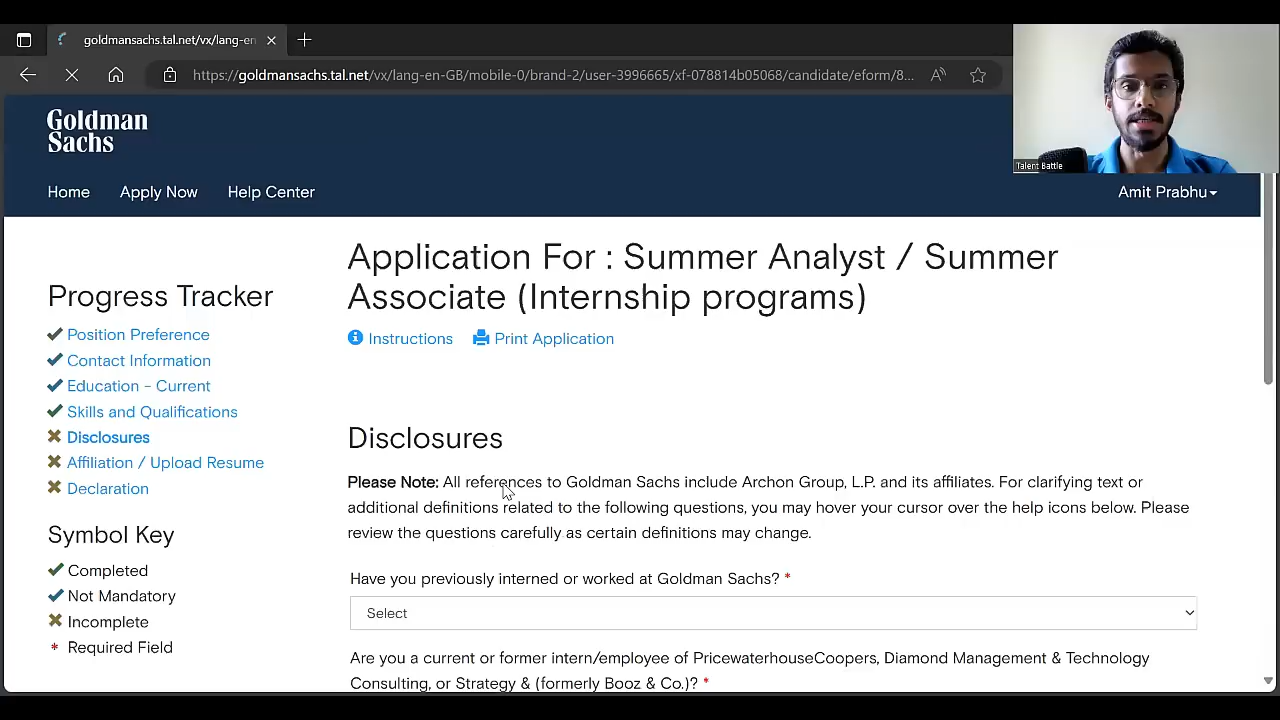 goldmansachs.tal.net/vx/lang-en
https://goldmansachs.tal.net/vx/lang-en-GB/mobile-0/brand-2/user-3996665/xf-078814b05068/candidate/eform/8...
Talent Battle
Goldman
Sachs
Home Apply Now Help Center Amit Prabhu
Application For : Summer Analyst / Summer
Associate (Internship programs)
Instructions Print Application
Progress Tracker
Position Preference
Contact Information
Education - Current
Skills and Qualifications
Disclosures
Affiliation / Upload Resume
Declaration
Symbol Key
Completed
Not Mandatory
Incomplete
* Required Field
Disclosures
Please Note: All references to Goldman Sachs include Archon Group, L.P. and its affiliates. For clarifying text or
additional definitions related to the following questions, you may hover your cursor over the help icons below. Please
review the questions carefully as certain definitions may change.
Have you previously interned or worked at Goldman Sachs? *
Select
Are you a current or former intern/employee of PricewaterhouseCoopers, Diamond Management & Technology
Consulting, or Strategy & (formerly Booz & Co.)? *